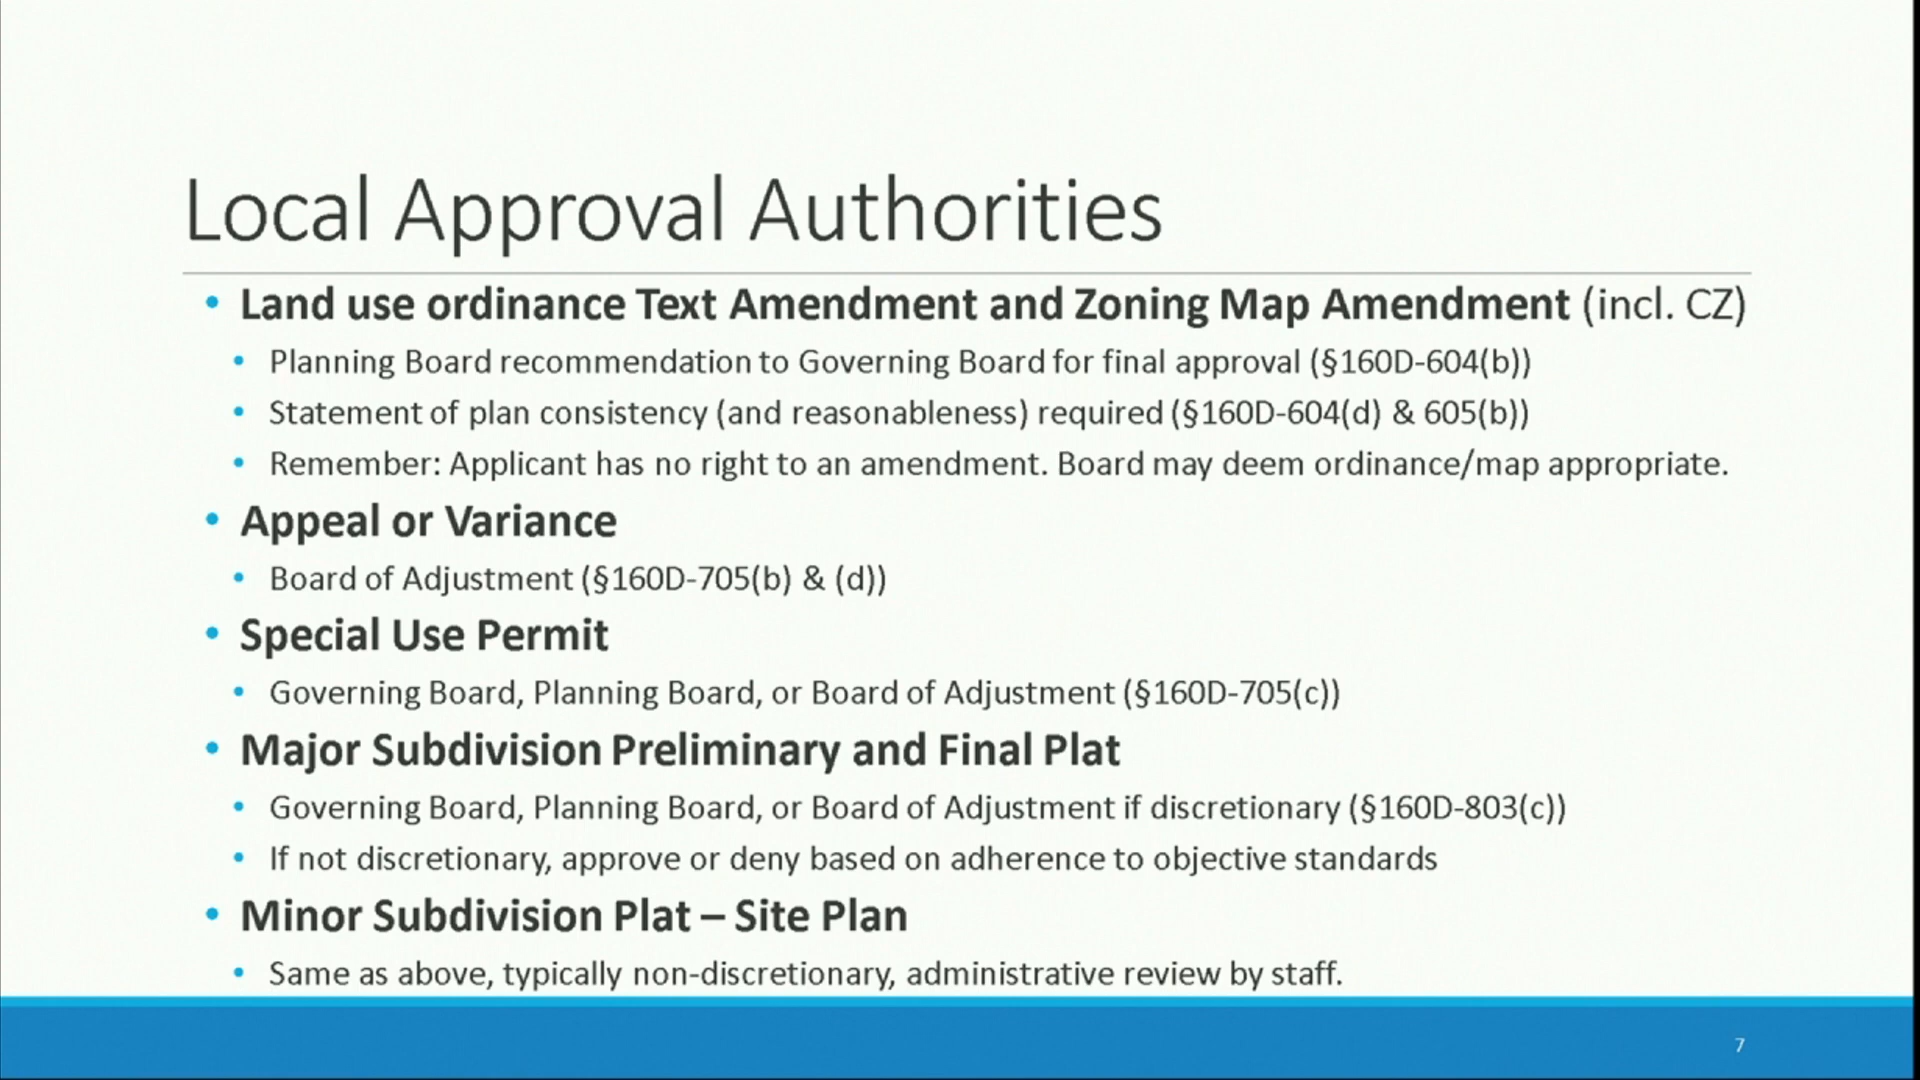 Local Approval Authorities
• Land use ordinance Text Amendment and Zoning Map Amendment (incl. CZ)
• Planning Board recommendation to Governing Board for final approval (§160D-604(b))
• Statement of plan consistency (and reasonableness) required (§160D-604(d) & 605(b))
• Remember: Applicant has no right to an amendment. Board may deem ordinance/map appropriate.
• Appeal or Variance
• Board of Adjustment (§160D-705(b) & (d))
• Special Use Permit
• Governing Board, Planning Board, or Board of Adjustment (§160D-705(c))
• Major Subdivision Preliminary and Final Plat
• Governing Board, Planning Board, or Board of Adjustment if discretionary (§160D-803(c))
• If not discretionary, approve or deny based on adherence to objective standards
• Minor Subdivision Plat – Site Plan
• Same as above, typically non-discretionary, administrative review by staff.
7